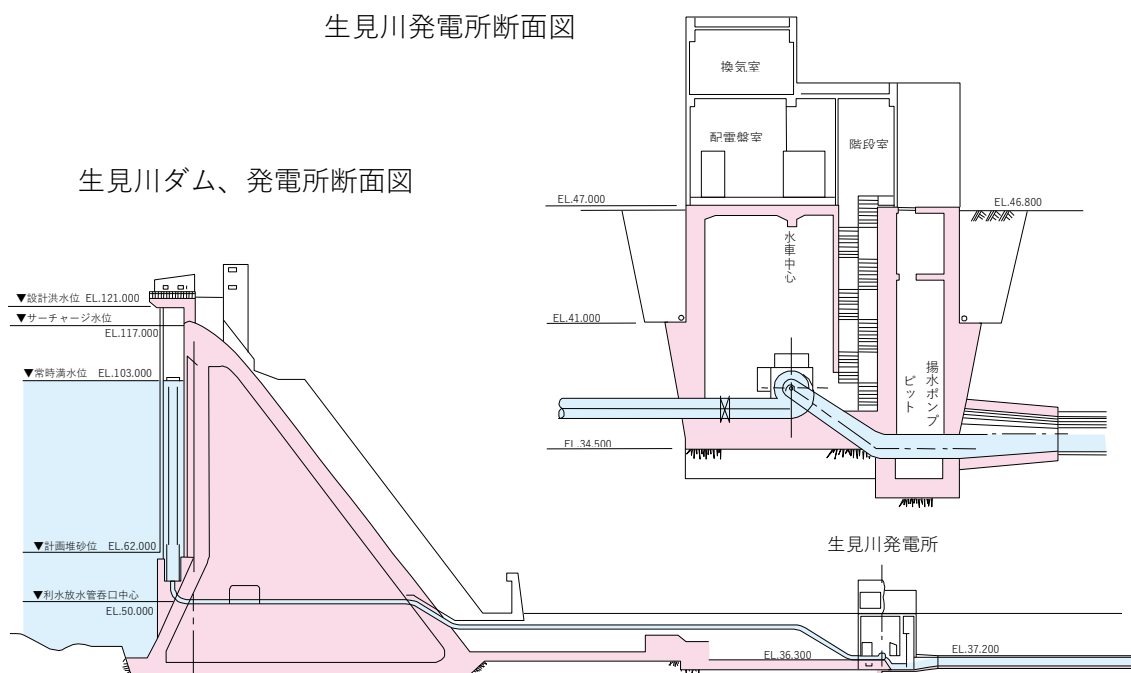 生見川発電所断面図
換気室
配電盤室
階段室
生見川ダム、発電所断面図
EL.47.000
EL.46.800
水車中心
▼設計洪水位 EL.121.000
▼サーチャージ水位
EL.117.000
EL.41.000
▼常時満水位 EL.103.000
揚水ポンプ
ピット
EL.34.500
▼計画堆砂位 EL.62.000
生見川発電所
▼利水放水管呑口中心
EL.50.000
EL.36.300
EL.37.200